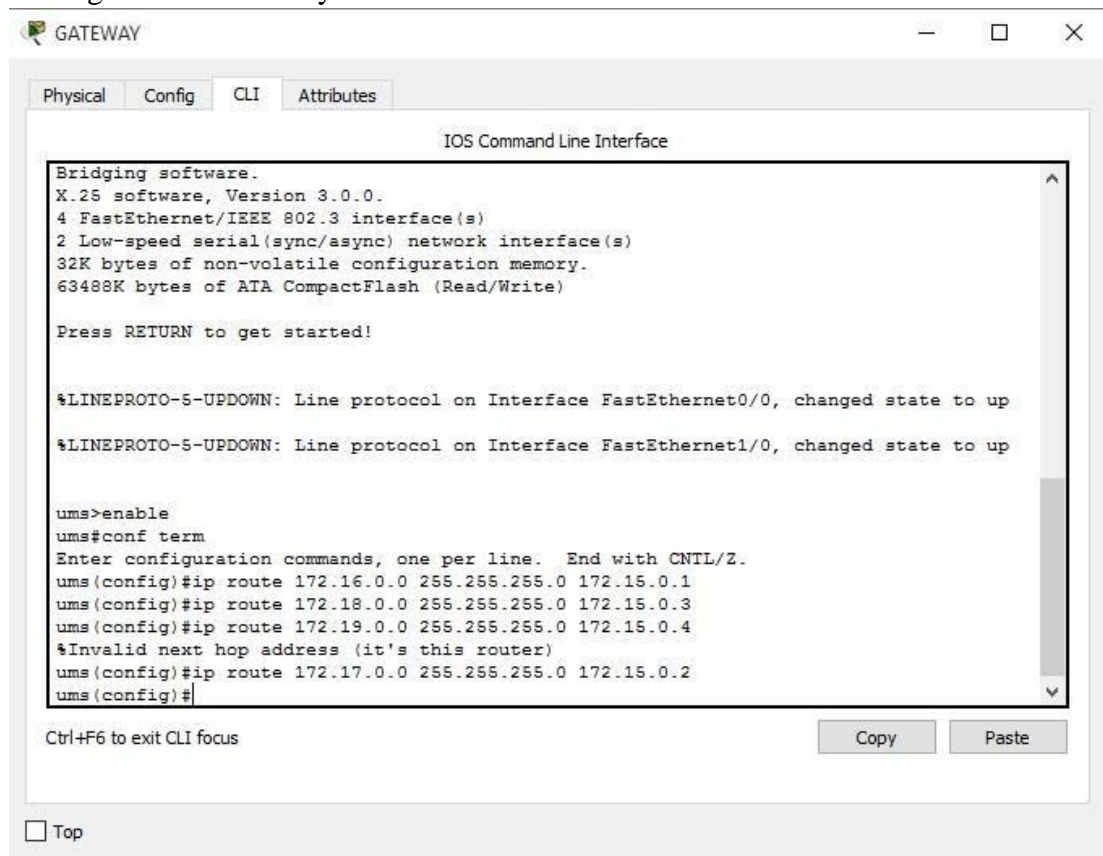 GATEWAY
Physical Config CLI Attributes
IOS Command Line Interface
Bridging software.
X.25 software, Version 3.0.0.
4 FastEthernet/IEEE 802.3 interface(s)
2 Low-speed serial(sync/async) network interface(s)
32K bytes of non-volatile configuration memory.
63488K bytes of ATA CompactFlash (Read/Write)
Press RETURN to get started!
%LINEPROTO-5-UPDOWN: Line protocol on Interface FastEthernet0/0, changed state to up
%LINEPROTO-5-UPDOWN: Line protocol on Interface FastEthernet1/0, changed state to up
ums>enable
ums#conf term
Enter configuration commands, one per line. End with CNTL/Z.
ums(config)#ip route 172.16.0.0 255.255.255.0 172.15.0.1
ums(config)#ip route 172.18.0.0 255.255.255.0 172.15.0.3
ums(config)#ip route 172.19.0.0 255.255.255.0 172.15.0.4
%Invalid next hop address (it's this router)
ums(config)#ip route 172.17.0.0 255.255.255.0 172.15.0.2
ums(config)#
Ctrl+F6 to exit CLI focus
Copy Paste
Top